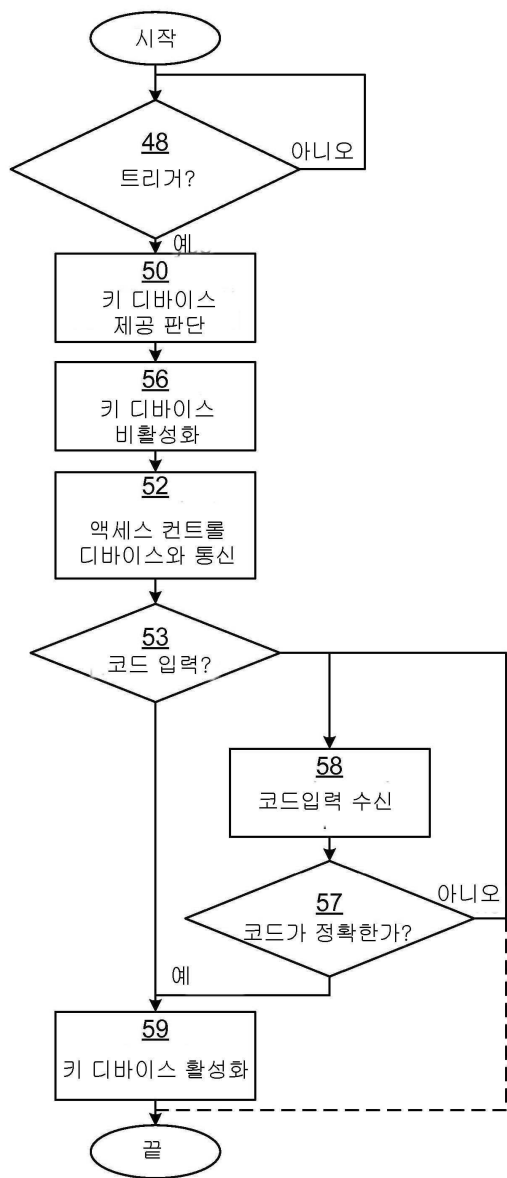 시작
48
트리거?
아니오
예
50
키 디바이스
제공 판단
56
키 디바이스
비활성화
52
액세스 컨트롤
디바이스와 통신
53
코드 입력?
58
코드입력 수신
57
코드가 정확한가?
아니오
예
59
키 디바이스 활성화
끝